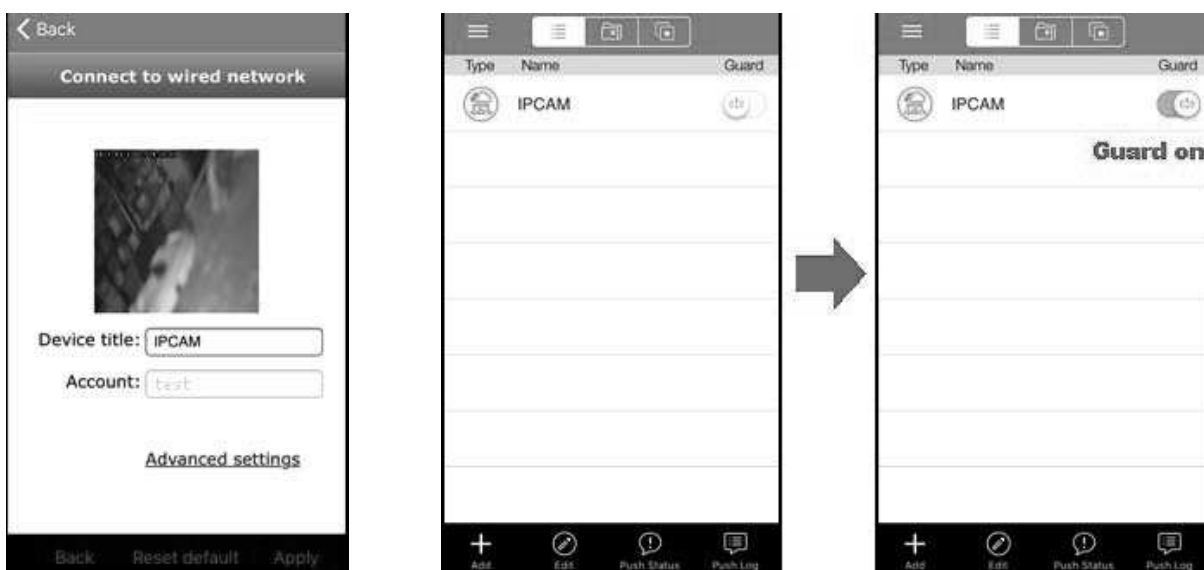 Back
Connect to wired network
Device title: IPCAM
Account: test
Advanced settings
Back Reset default Apply
Type Name Guard
IPCAM
Add Edit Push Status Push Log
Type Name Guard
IPCAM
Guard on
Add Edit Push Status Push Log